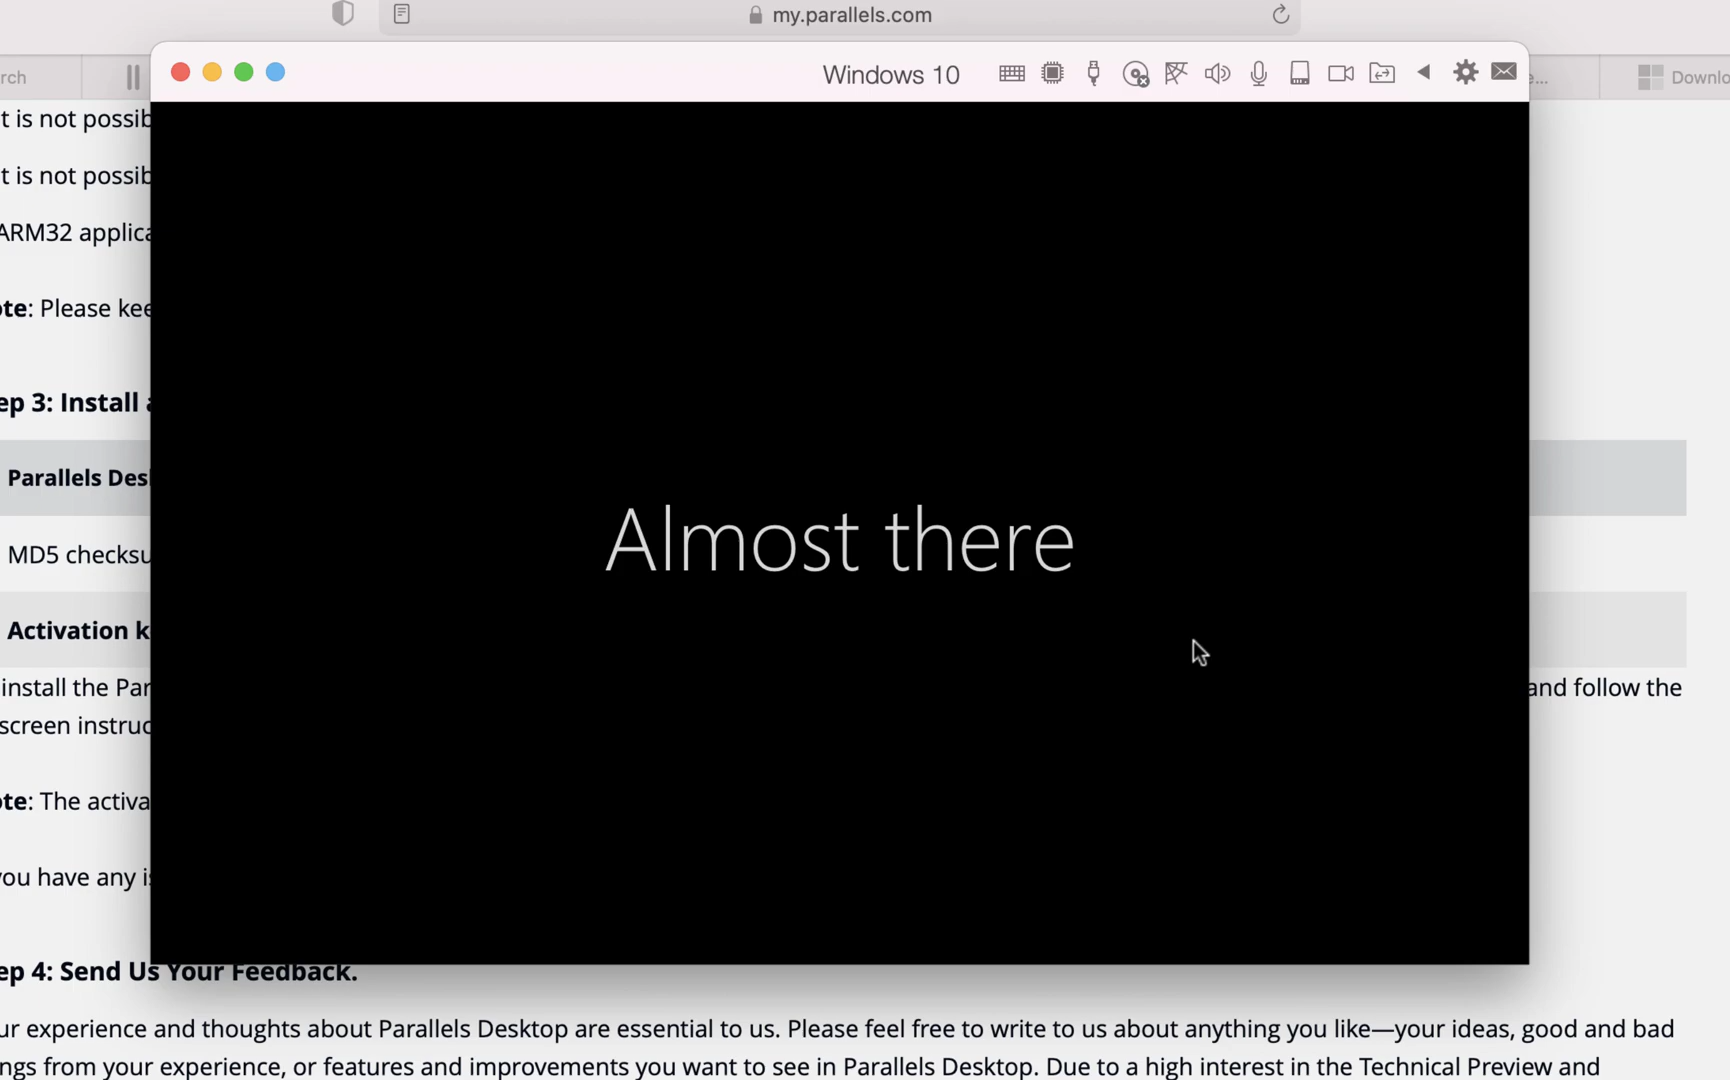 my.parallels.com
rch
Windows 10
e...
Downlo
t is not possib
t is not possib
ARM32 applica
ote: Please kee
ep 3: Install a
Parallels Des
MD5 checksu
Activation k
install the Par and follow the
screen instruc
ote: The activa
you have any is
Almost there
ep 4: Send Us Your Feedback.
ur experience and thoughts about Parallels Desktop are essential to us. Please feel free to write to us about anything you like—your ideas, good and bad
ngs from your experience, or features and improvements you want to see in Parallels Desktop. Due to a high interest in the Technical Preview and